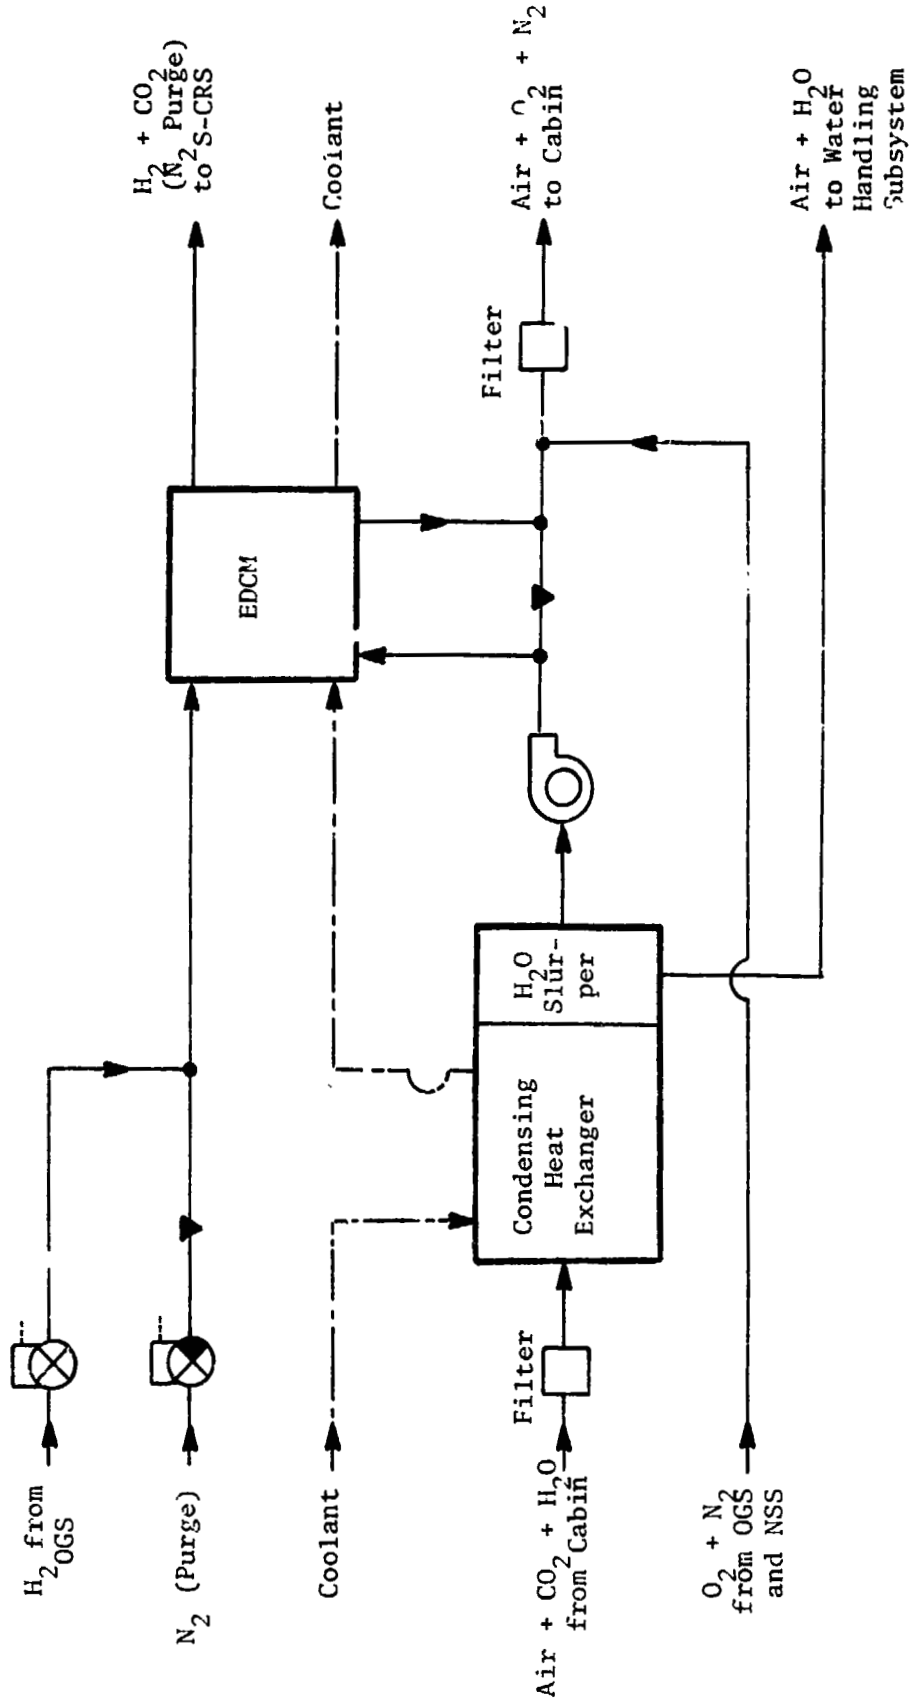 H2 from
OGS
N2 (Purge)
Coolant
Air + CO2 + H2O
from Cabin
O2 + N2
from OGS
and NSS
Filter
Condensing
Heat
Exchanger
H2O
Slur-
per
EDCM
Filter
H2 + CO2
(N2 Purge)
to S-CRS
Coolant
Air + O2 + N2
to Cabin
Air + H2O
to Water
Handling
Subsystem